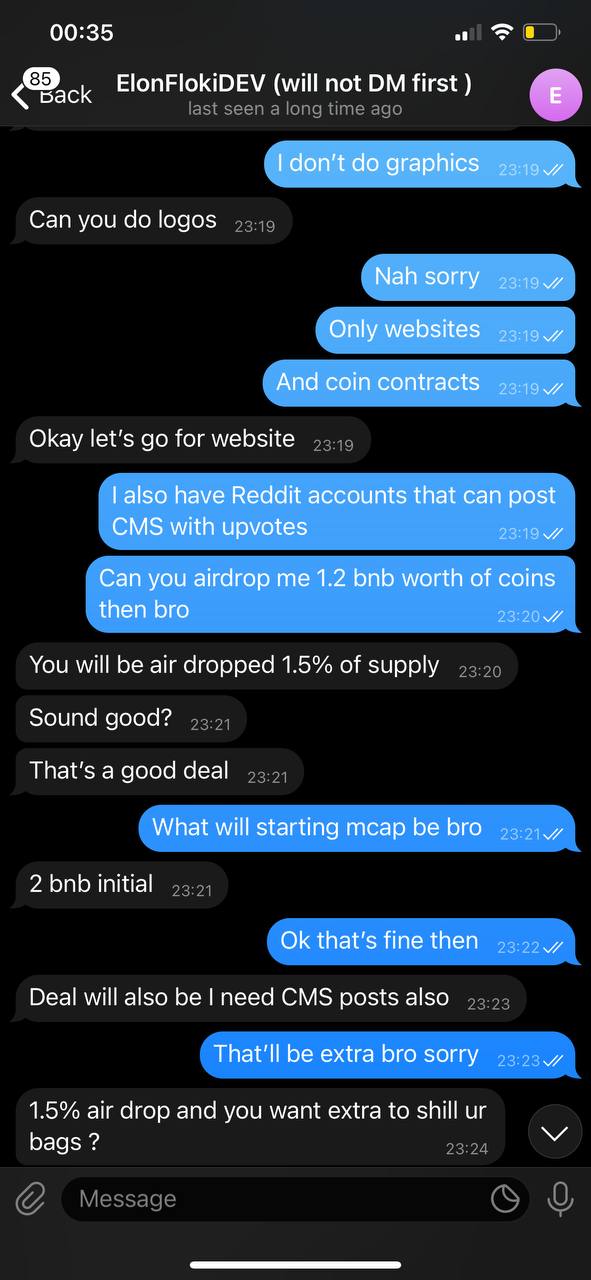 00:35
85
Back
ElonFlokiDEV (will not DM first )
last seen a long time ago
E
I don't do graphics 23:19
Can you do logos 23:19
Nah sorry 23:19
Only websites 23:19
And coin contracts 23:19
Okay let's go for website 23:19
I also have Reddit accounts that can post
CMS with upvotes 23:19
Can you airdrop me 1.2 bnb worth of coins
then bro 23:20
You will be air dropped 1.5% of supply 23:20
Sound good? 23:21
That's a good deal 23:21
What will starting mcap be bro 23:21
2 bnb initial 23:21
Ok that's fine then 23:22
Deal will also be I need CMS posts also 23:23
That'll be extra bro sorry 23:23
1.5% air drop and you want extra to shill ur
bags ? 23:24
Message